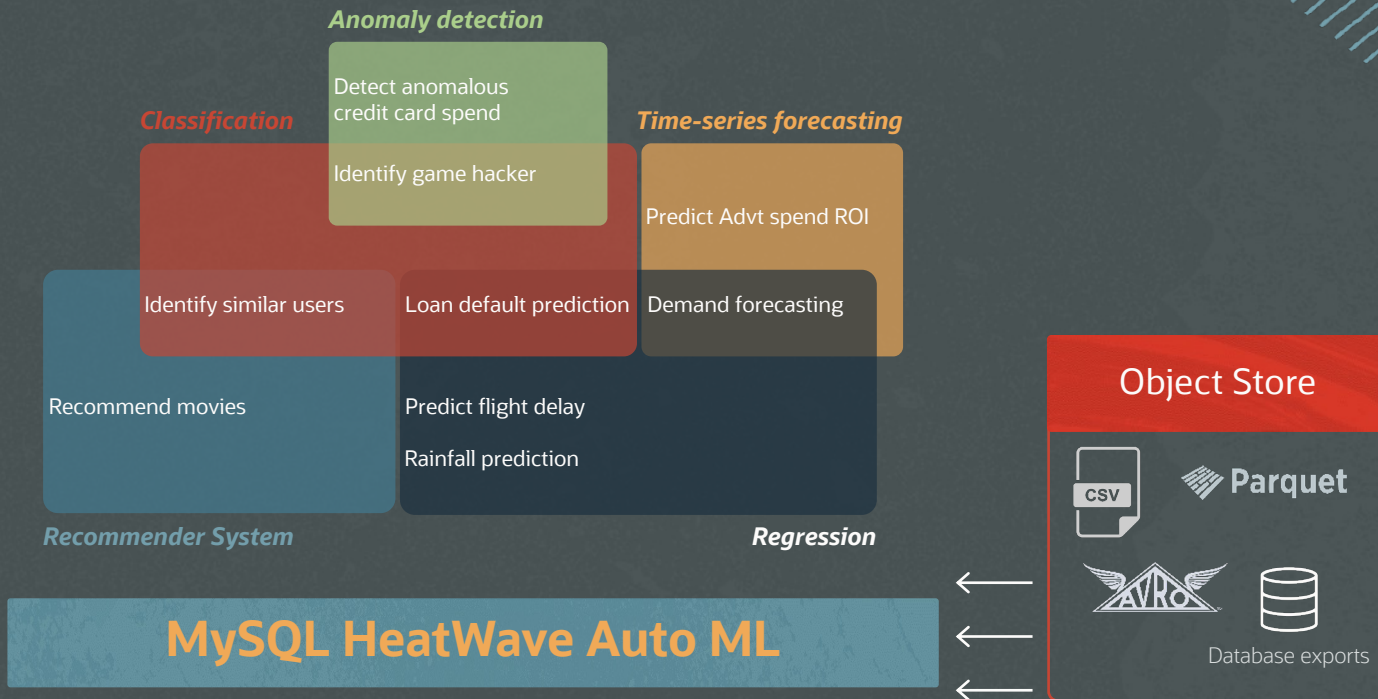 Anomaly detection
Detect anomalous
credit card spend
Classification
Time-series forecasting
Identify game hacker
Predict Advt spend ROI
Identify similar users
Loan default prediction
Demand forecasting
Object Store
Recommend movies
Predict flight delay
Rainfall prediction
CSV
Parquet
Recommender System
Regression
AVRO
MySQL HeatWave Auto ML
Database exports